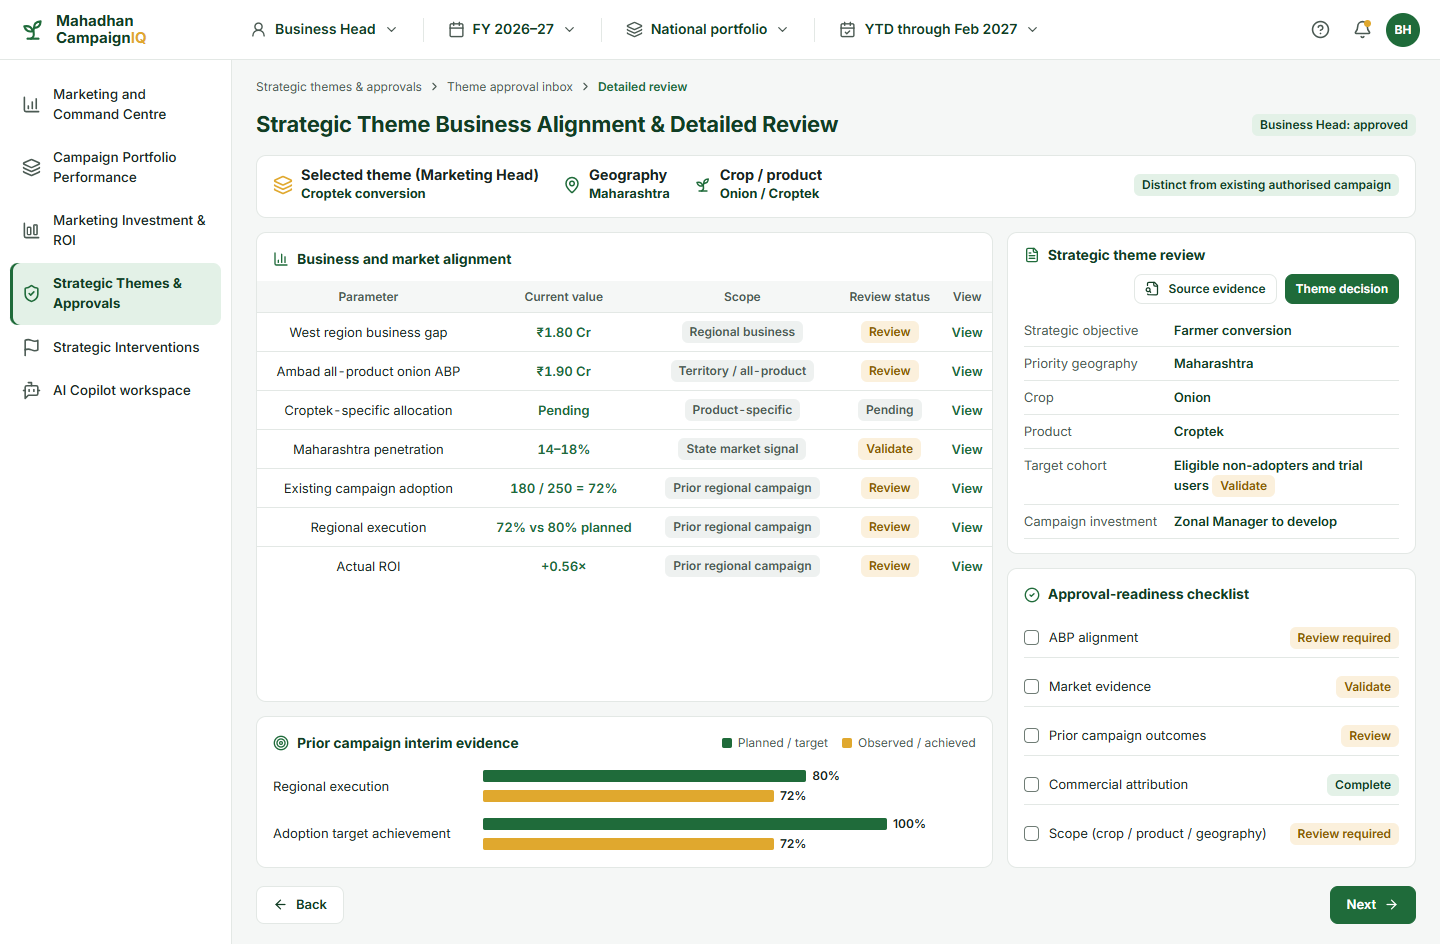 Mahadhan
CampaignIQ
Business Head
FY 2026–27
National portfolio
YTD through Feb 2027
BH
Marketing and
Command Centre
Campaign Portfolio
Performance
Marketing Investment &
ROI
Strategic Themes &
Approvals
Strategic Interventions
AI Copilot workspace
Strategic themes & approvals > Theme approval inbox > Detailed review
Strategic Theme Business Alignment & Detailed Review
Business Head: approved
Selected theme (Marketing Head)
Croptek conversion
Geography
Maharashtra
Crop / product
Onion / Croptek
Distinct from existing authorised campaign
Business and market alignment
Parameter Current value Scope Review status View
West region business gap ₹1.80 Cr Regional business Review View
Ambad all-product onion ABP ₹1.90 Cr Territory / all-product Review View
Croptek-specific allocation Pending Product-specific Pending View
Maharashtra penetration 14–18% State market signal Validate View
Existing campaign adoption 180 / 250 = 72% Prior regional campaign Review View
Regional execution 72% vs 80% planned Prior regional campaign Review View
Actual ROI +0.56× Prior regional campaign Review View
Prior campaign interim evidence
Planned / target
Observed / achieved
Regional execution
80%
72%
Adoption target achievement
100%
72%
Strategic theme review
Source evidence
Theme decision
Strategic objective Farmer conversion
Priority geography Maharashtra
Crop Onion
Product Croptek
Target cohort Eligible non-adopters and trial
users Validate
Campaign investment Zonal Manager to develop
Approval-readiness checklist
ABP alignment Review required
Market evidence Validate
Prior campaign outcomes Review
Commercial attribution Complete
Scope (crop / product / geography) Review required
Back
Next